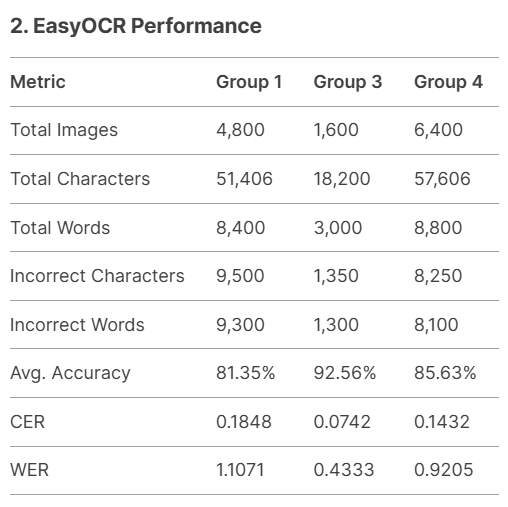 2. EasyOCR Performance
Metric Group 1 Group 3 Group 4
Total Images 4,800 1,600 6,400
Total Characters 51,406 18,200 57,606
Total Words 8,400 3,000 8,800
Incorrect Characters 9,500 1,350 8,250
Incorrect Words 9,300 1,300 8,100
Avg. Accuracy 81.35% 92.56% 85.63%
CER 0.1848 0.0742 0.1432
WER 1.1071 0.4333 0.9205